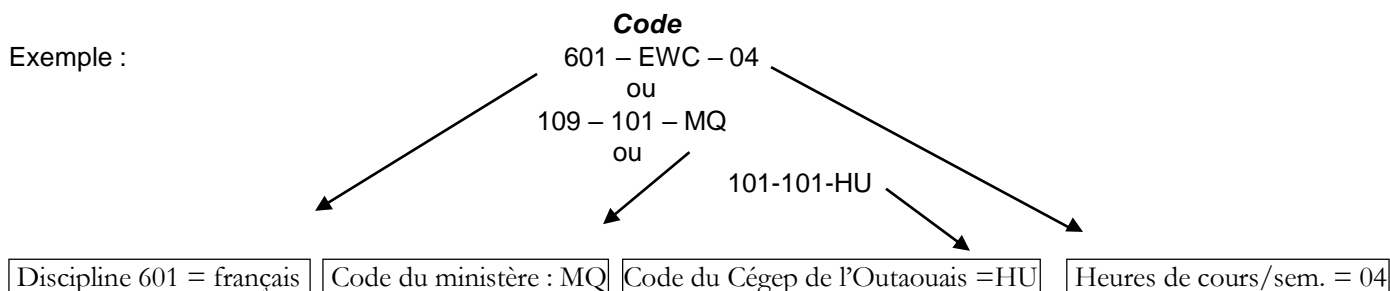 Code
Exemple : 601 – EWC – 04
ou
109 – 101 – MQ
ou
101-101-HU
Discipline 601 = français
Code du ministère : MQ
Code du Cégep de l'Outaouais =HU
Heures de cours/sem. = 04